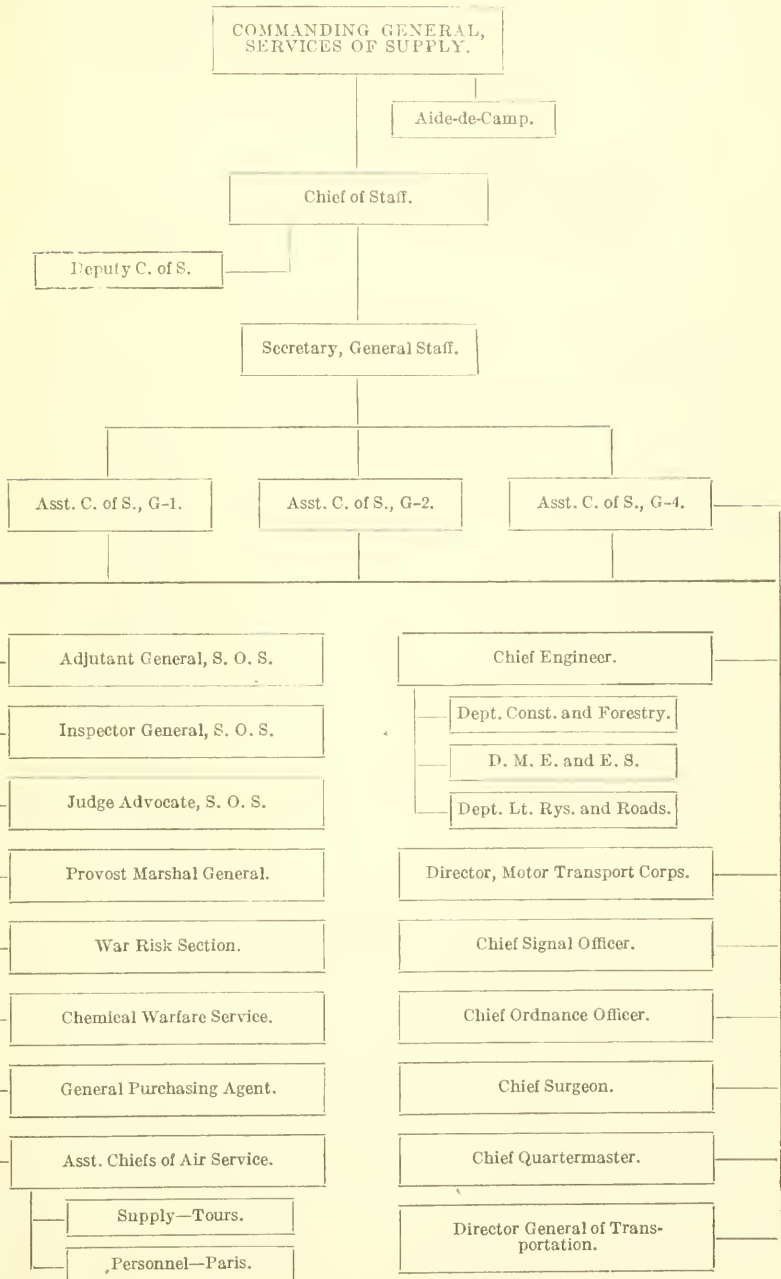 COMMANDING GENERAL,
SERVICES OF SUPPLY.
Aide-de-Camp.
Chief of Staff.
Deputy C. of S.
Secretary, General Staff.
Asst. C. of S., G-1.
Asst. C. of S., G-2.
Asst. C. of S., G-4.
Adjutant General, S. O. S.
Inspector General, S. O. S.
Judge Advocate, S. O. S.
Provost Marshal General.
War Risk Section.
Chemical Warfare Service.
General Purchasing Agent.
Asst. Chiefs of Air Service.
Supply—Tours.
Personnel—Paris.
Chief Engineer.
Dept. Const. and Forestry.
D. M. E. and E. S.
Dept. Lt. Rys. and Roads.
Director, Motor Transport Corps.
Chief Signal Officer.
Chief Ordnance Officer.
Chief Surgeon.
Chief Quartermaster.
Director General of Trans-
portation.